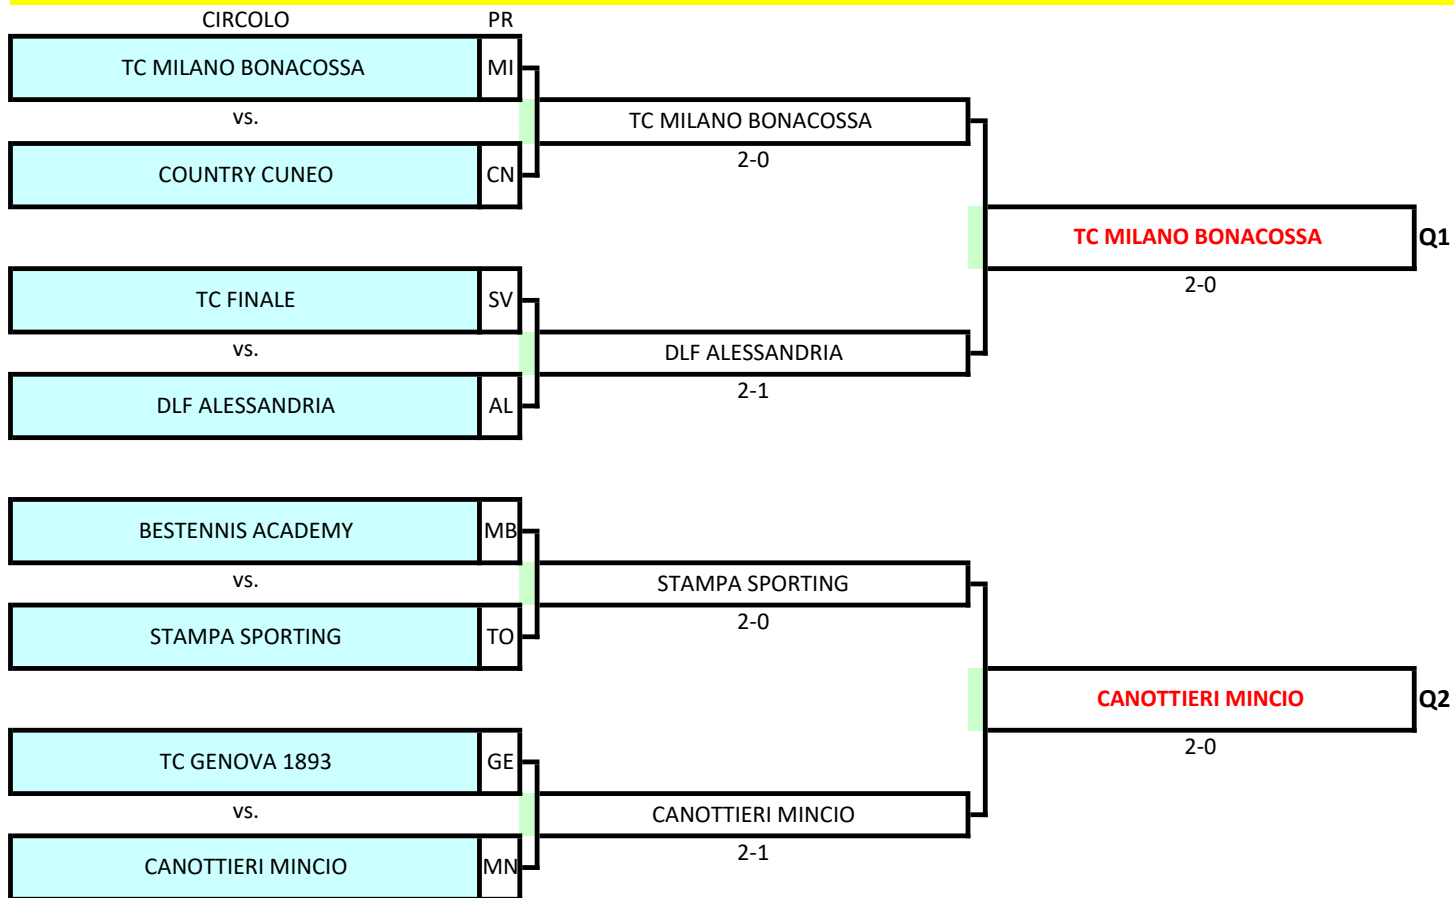 CIRCOLO PR
TC MILANO BONACOSSA MI
vs.
COUNTRY CUNEO CN
TC MILANO BONACOSSA
2-0
TC FINALE SV
vs.
DLF ALESSANDRIA AL
DLF ALESSANDRIA
2-1
TC MILANO BONACOSSA Q1
2-0
BESTENNIS ACADEMY MB
vs.
STAMPA SPORTING TO
STAMPA SPORTING
2-0
TC GENOVA 1893 GE
vs.
CANOTTIERI MINCIO MN
CANOTTIERI MINCIO
2-1
CANOTTIERI MINCIO Q2
2-0